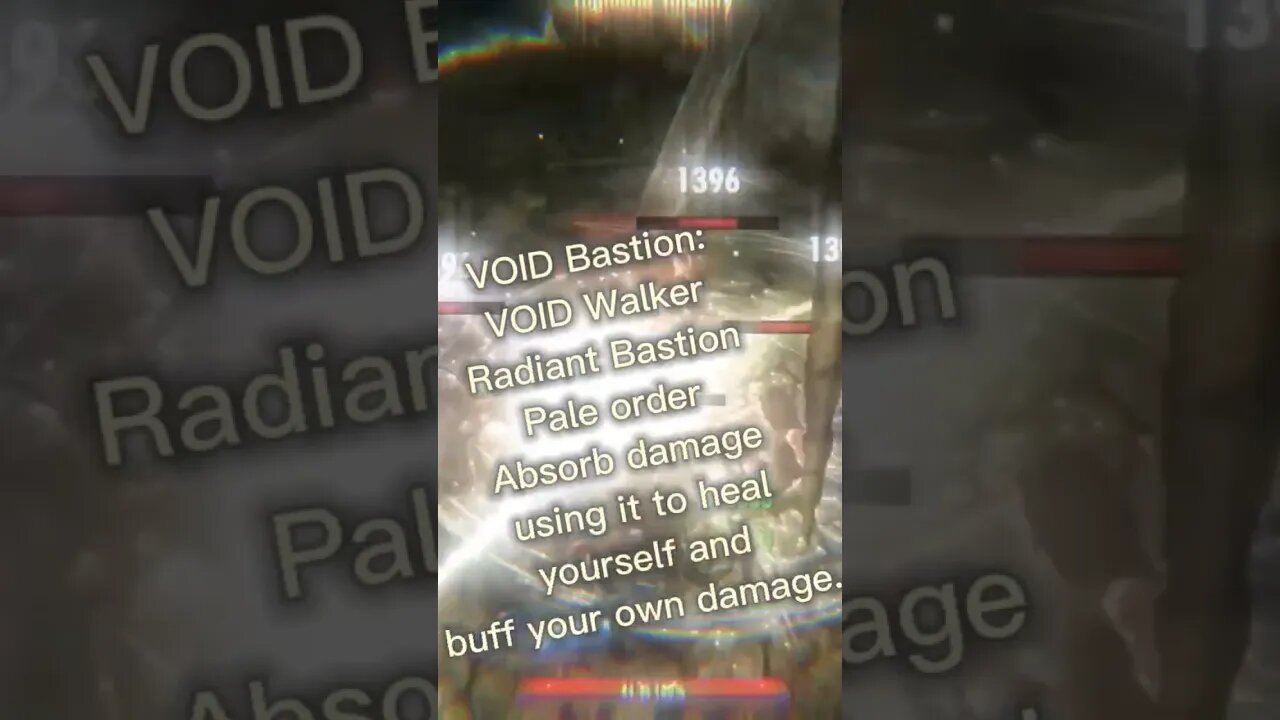 1396
VOID Bastion:
VOID Walker
Radiant Bastion
Pale order
Absorb damage
using it to heal
yourself and
buff your own damage.